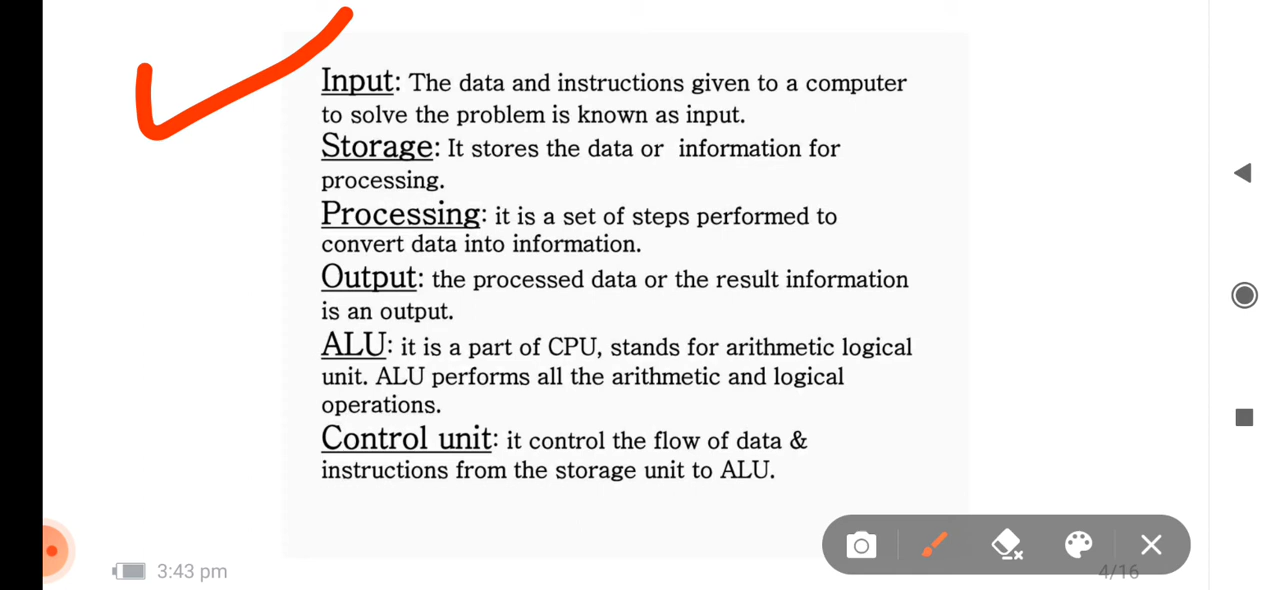 Input: The data and instructions given to a computer
to solve the problem is known as input.
Storage: It stores the data or information for
processing.
Processing: it is a set of steps performed to
convert data into information.
Output: the processed data or the result information
is an output.
ALU: it is a part of CPU, stands for arithmetic logical
unit. ALU performs all the arithmetic and logical
operations.
Control unit: it control the flow of data &
instructions from the storage unit to ALU.
3:43 pm
4/16